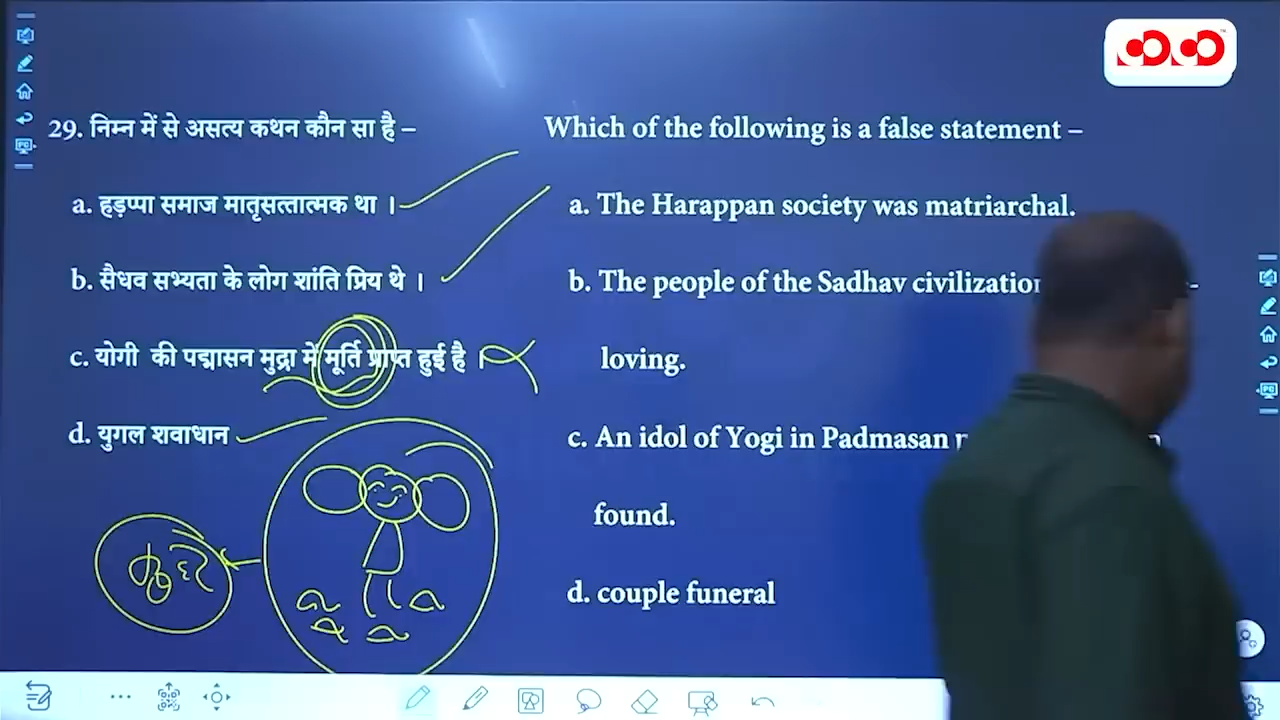 29. निम्न में से असत्य कथन कौन सा है –
a. हड़प्पा समाज मातृसत्तात्मक था ।
b. सैधव सभ्यता के लोग शांति प्रिय थे ।
c. योगी की पद्मासन मुद्रा में मूर्ति प्राप्त हुई है
d. युगल शवाधान
मुहर
Which of the following is a false statement –
a. The Harappan society was matriarchal.
b. The people of the Sadhav civilization
loving.
c. An idol of Yogi in Padmasan
found.
d. couple funeral